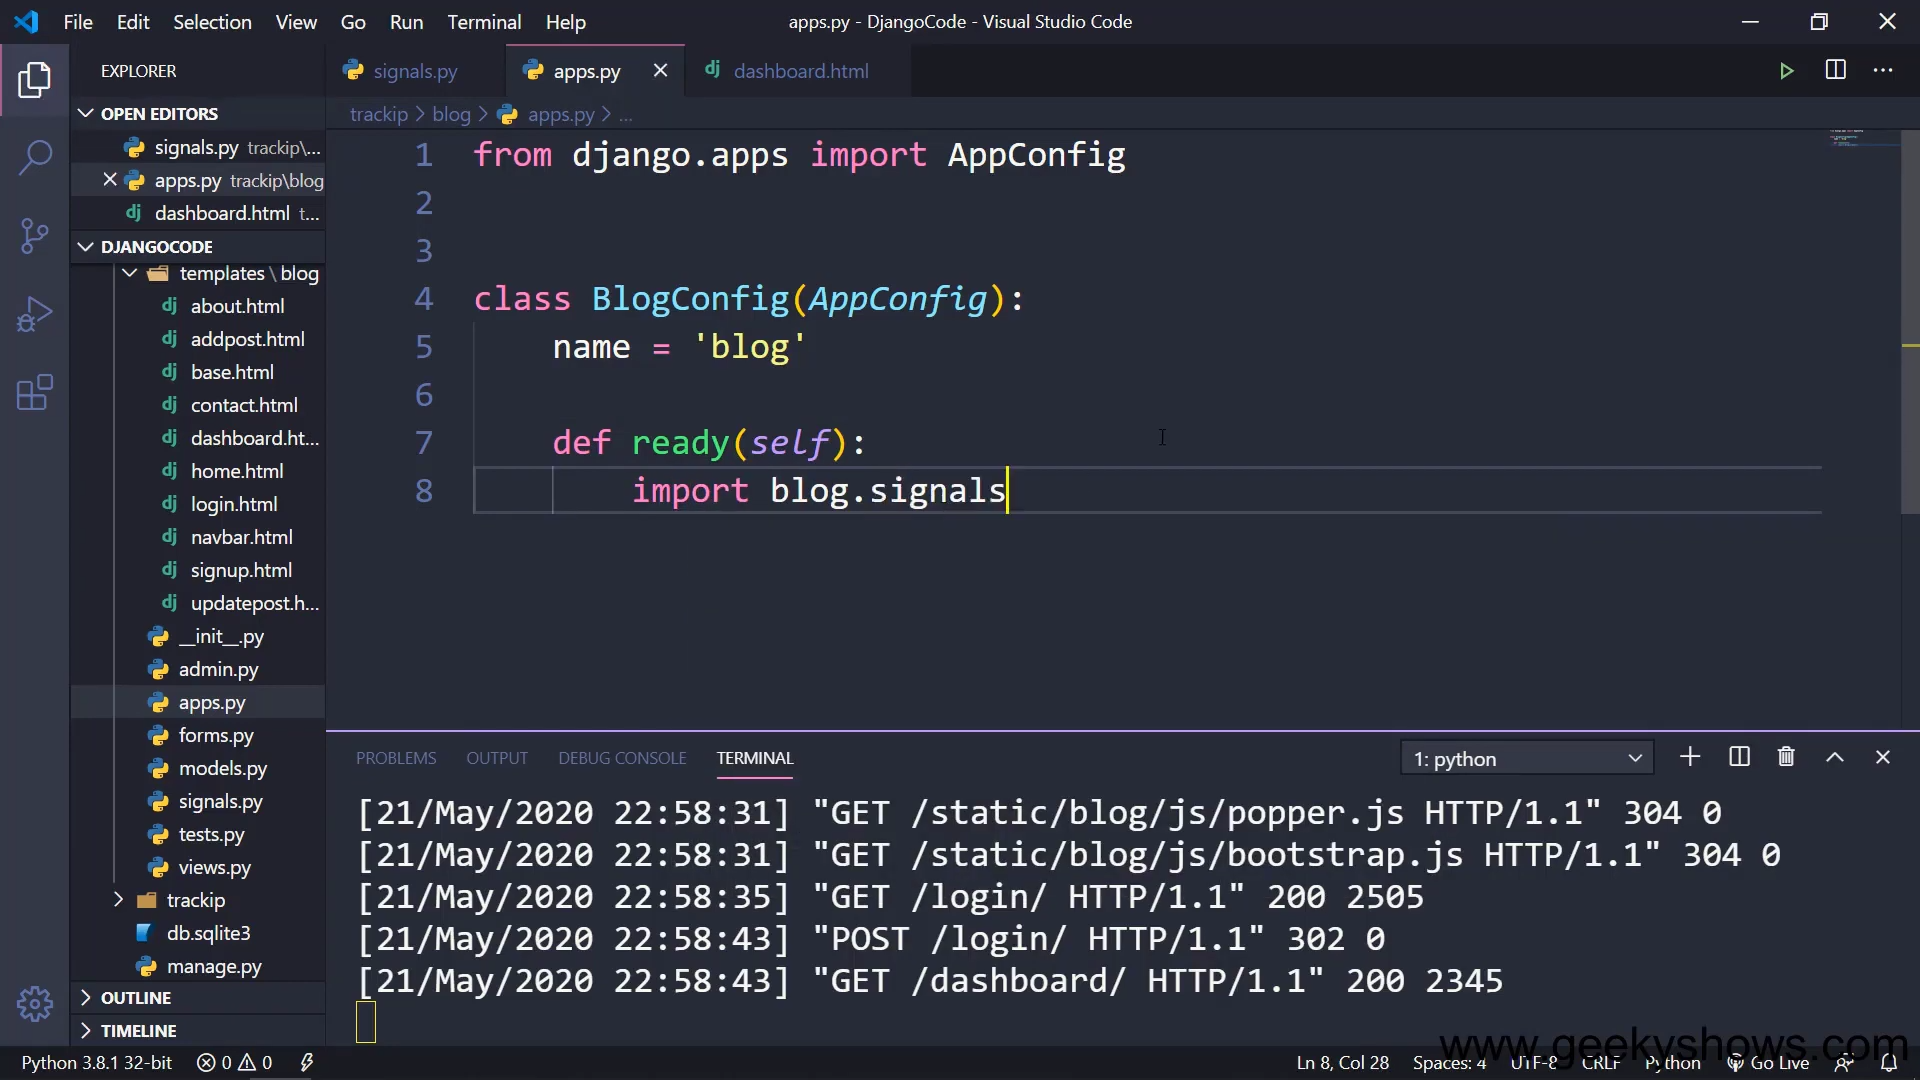 File Edit Selection View Go Run Terminal Help apps.py - DjangoCode - Visual Studio Code
EXPLORER
OPEN EDITORS
signals.py trackip\...
apps.py trackip\blog
dashboard.html t...
DJANGOCODE
templates \ blog
about.html
addpost.html
base.html
contact.html
dashboard.ht...
home.html
login.html
navbar.html
signup.html
updatepost.h...
__init__.py
admin.py
apps.py
forms.py
models.py
signals.py
tests.py
views.py
trackip
db.sqlite3
manage.py
OUTLINE
TIMELINE
signals.py apps.py dashboard.html
trackip > blog > apps.py > ...
1 from django.apps import AppConfig
2
3
4 class BlogConfig(AppConfig):
5 name = 'blog'
6
7 def ready(self):
8 import blog.signals
PROBLEMS OUTPUT DEBUG CONSOLE TERMINAL 1: python
[21/May/2020 22:58:31] "GET /static/blog/js/popper.js HTTP/1.1" 304 0
[21/May/2020 22:58:31] "GET /static/blog/js/bootstrap.js HTTP/1.1" 304 0
[21/May/2020 22:58:35] "GET /login/ HTTP/1.1" 200 2505
[21/May/2020 22:58:43] "POST /login/ HTTP/1.1" 302 0
[21/May/2020 22:58:43] "GET /dashboard/ HTTP/1.1" 200 2345
www.geekyshows.com
Python 3.8.1 32-bit 0 0 Ln 8, Col 28 Spaces: 4 UTF-8 CRLF Python Go Live